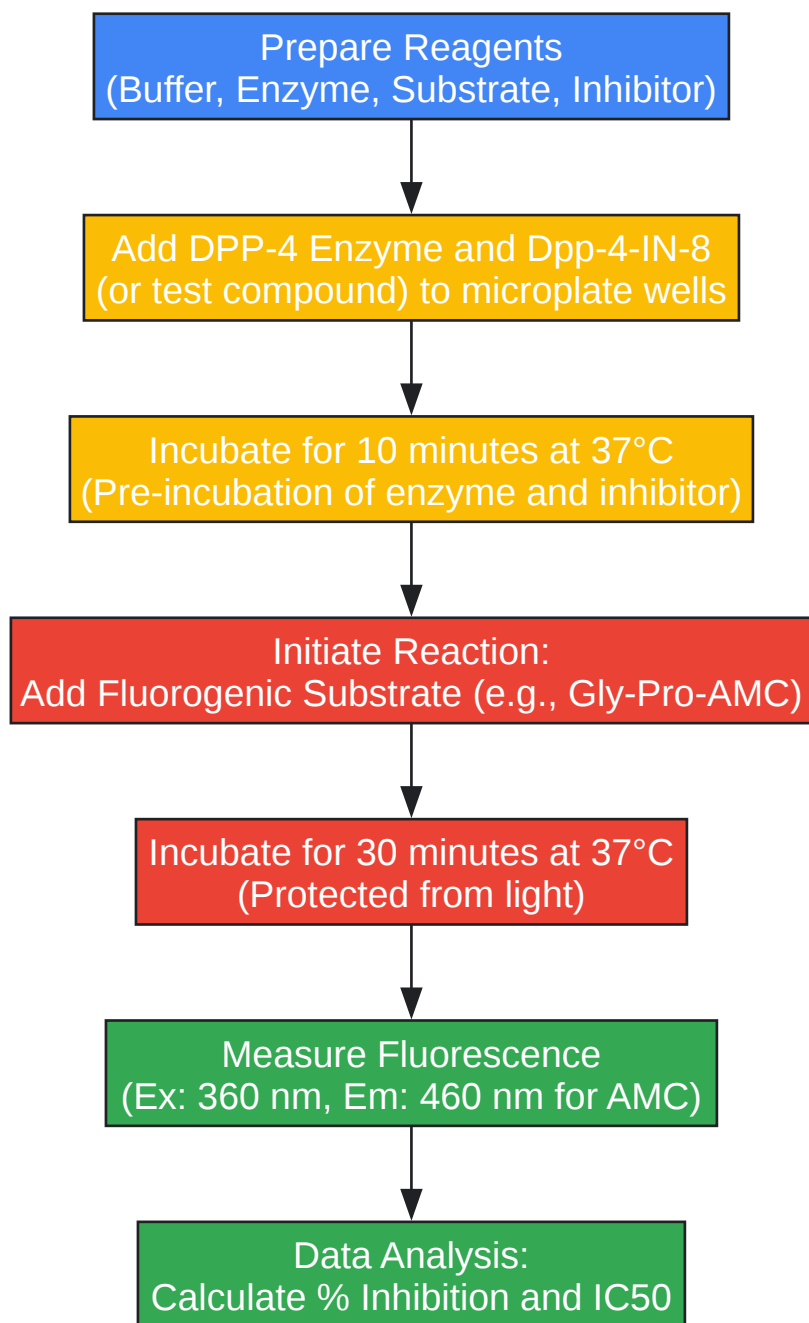 Prepare Reagents
(Buffer, Enzyme, Substrate, Inhibitor)
Add DPP-4 Enzyme and Dpp-4-IN-8
(or test compound) to microplate wells
Incubate for 10 minutes at 37°C
(Pre-incubation of enzyme and inhibitor)
Initiate Reaction:
Add Fluorogenic Substrate (e.g., Gly-Pro-AMC)
Incubate for 30 minutes at 37°C
(Protected from light)
Measure Fluorescence
(Ex: 360 nm, Em: 460 nm for AMC)
Data Analysis:
Calculate % Inhibition and IC50